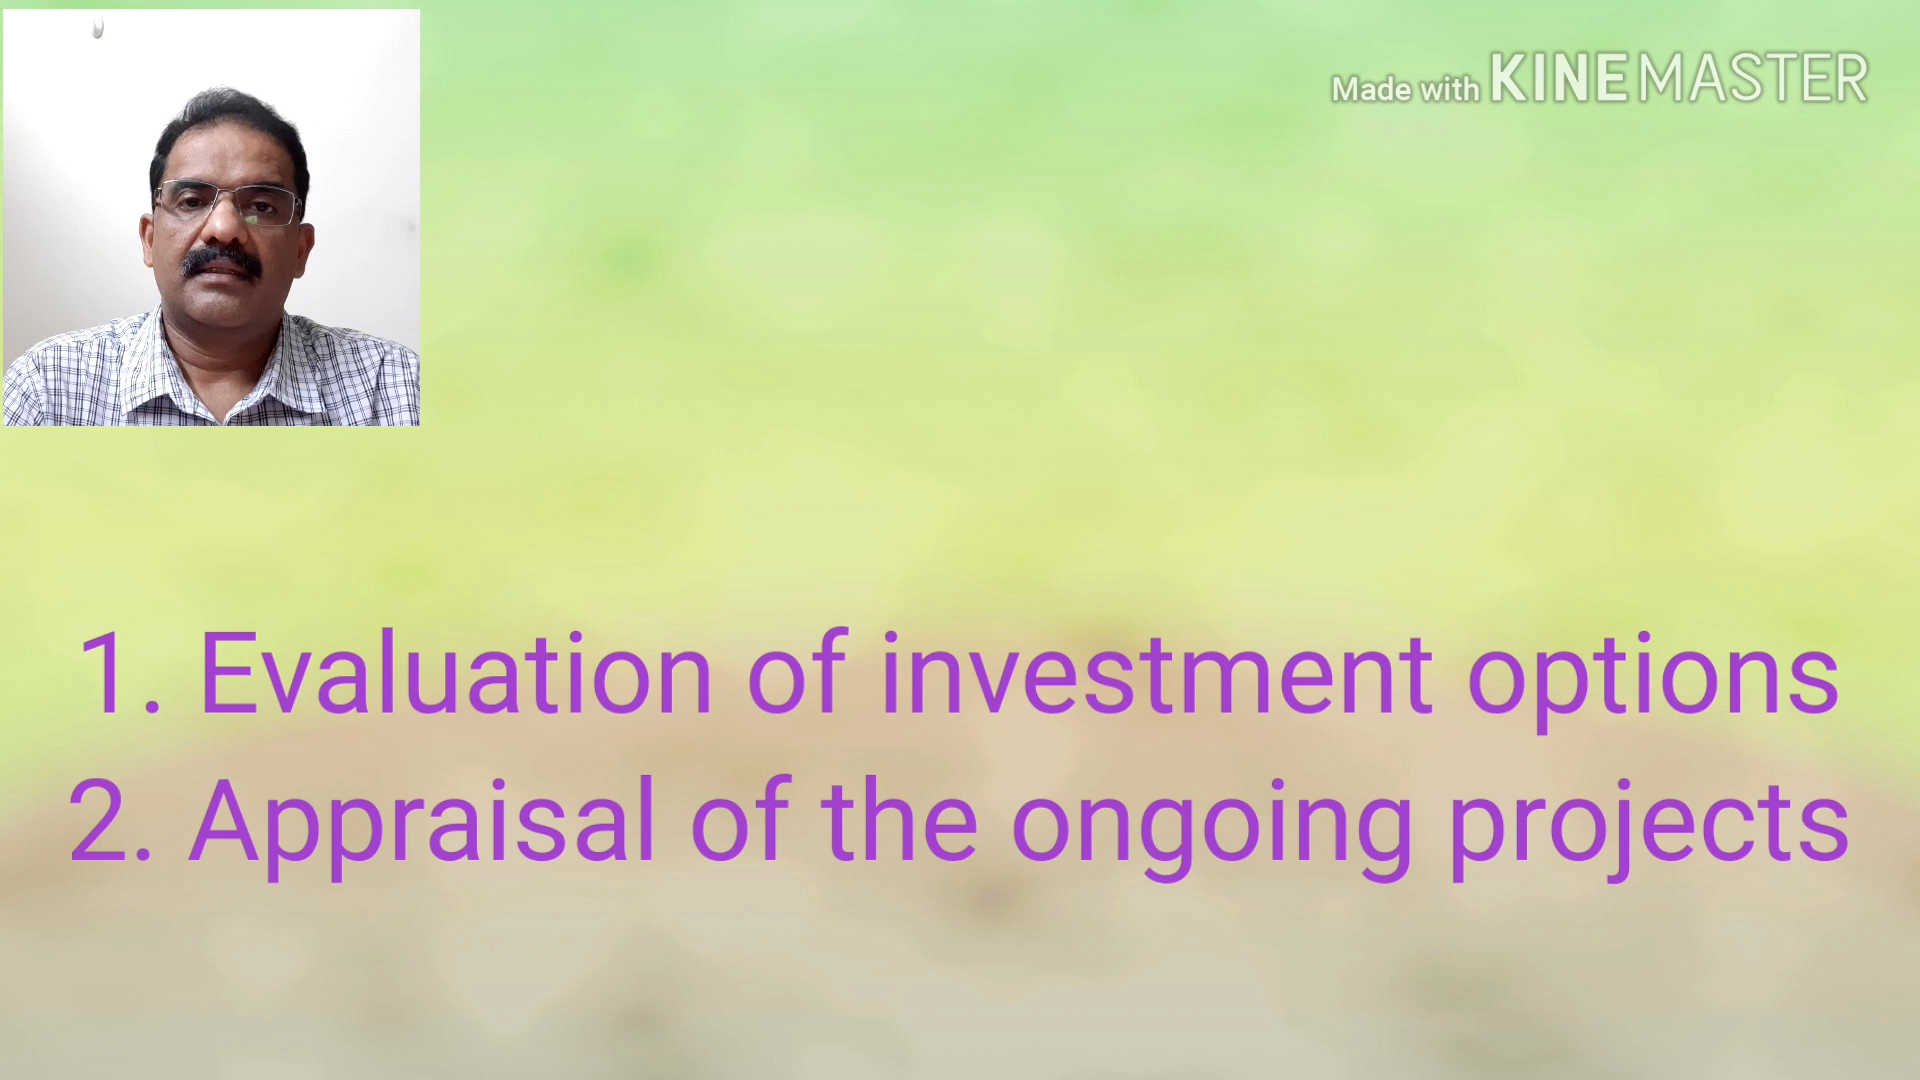 Made with KINEMASTER
1. Evaluation of investment options
2. Appraisal of the ongoing projects